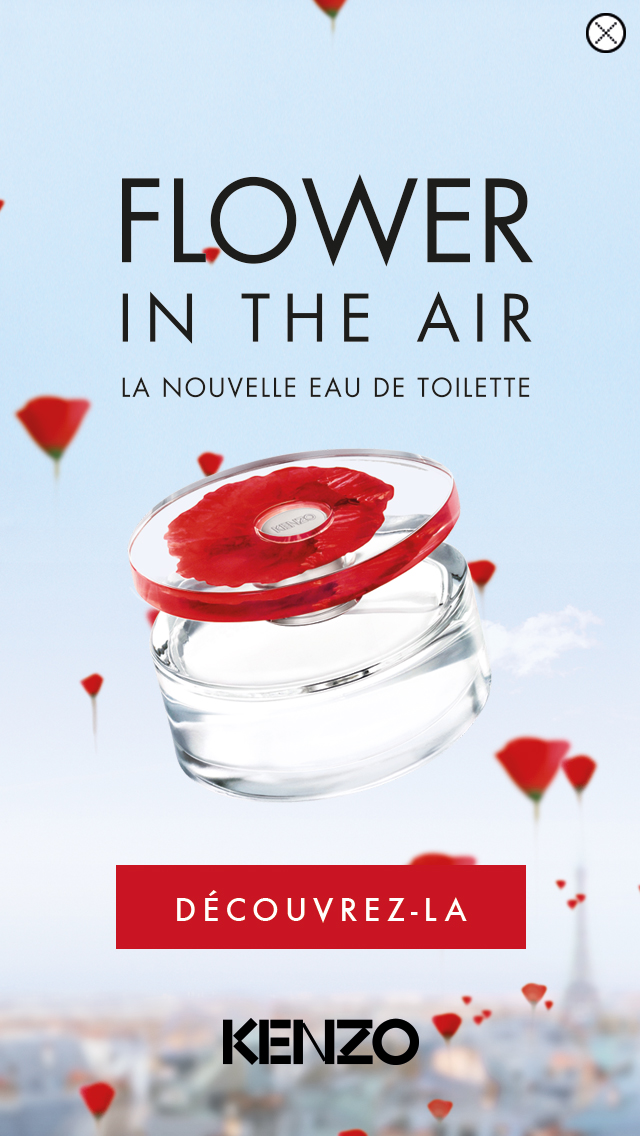 FLOWER
IN THE AIR
LA NOUVELLE EAU DE TOILETTE
KENZO
DÉCOUVREZ-LA
KENZO